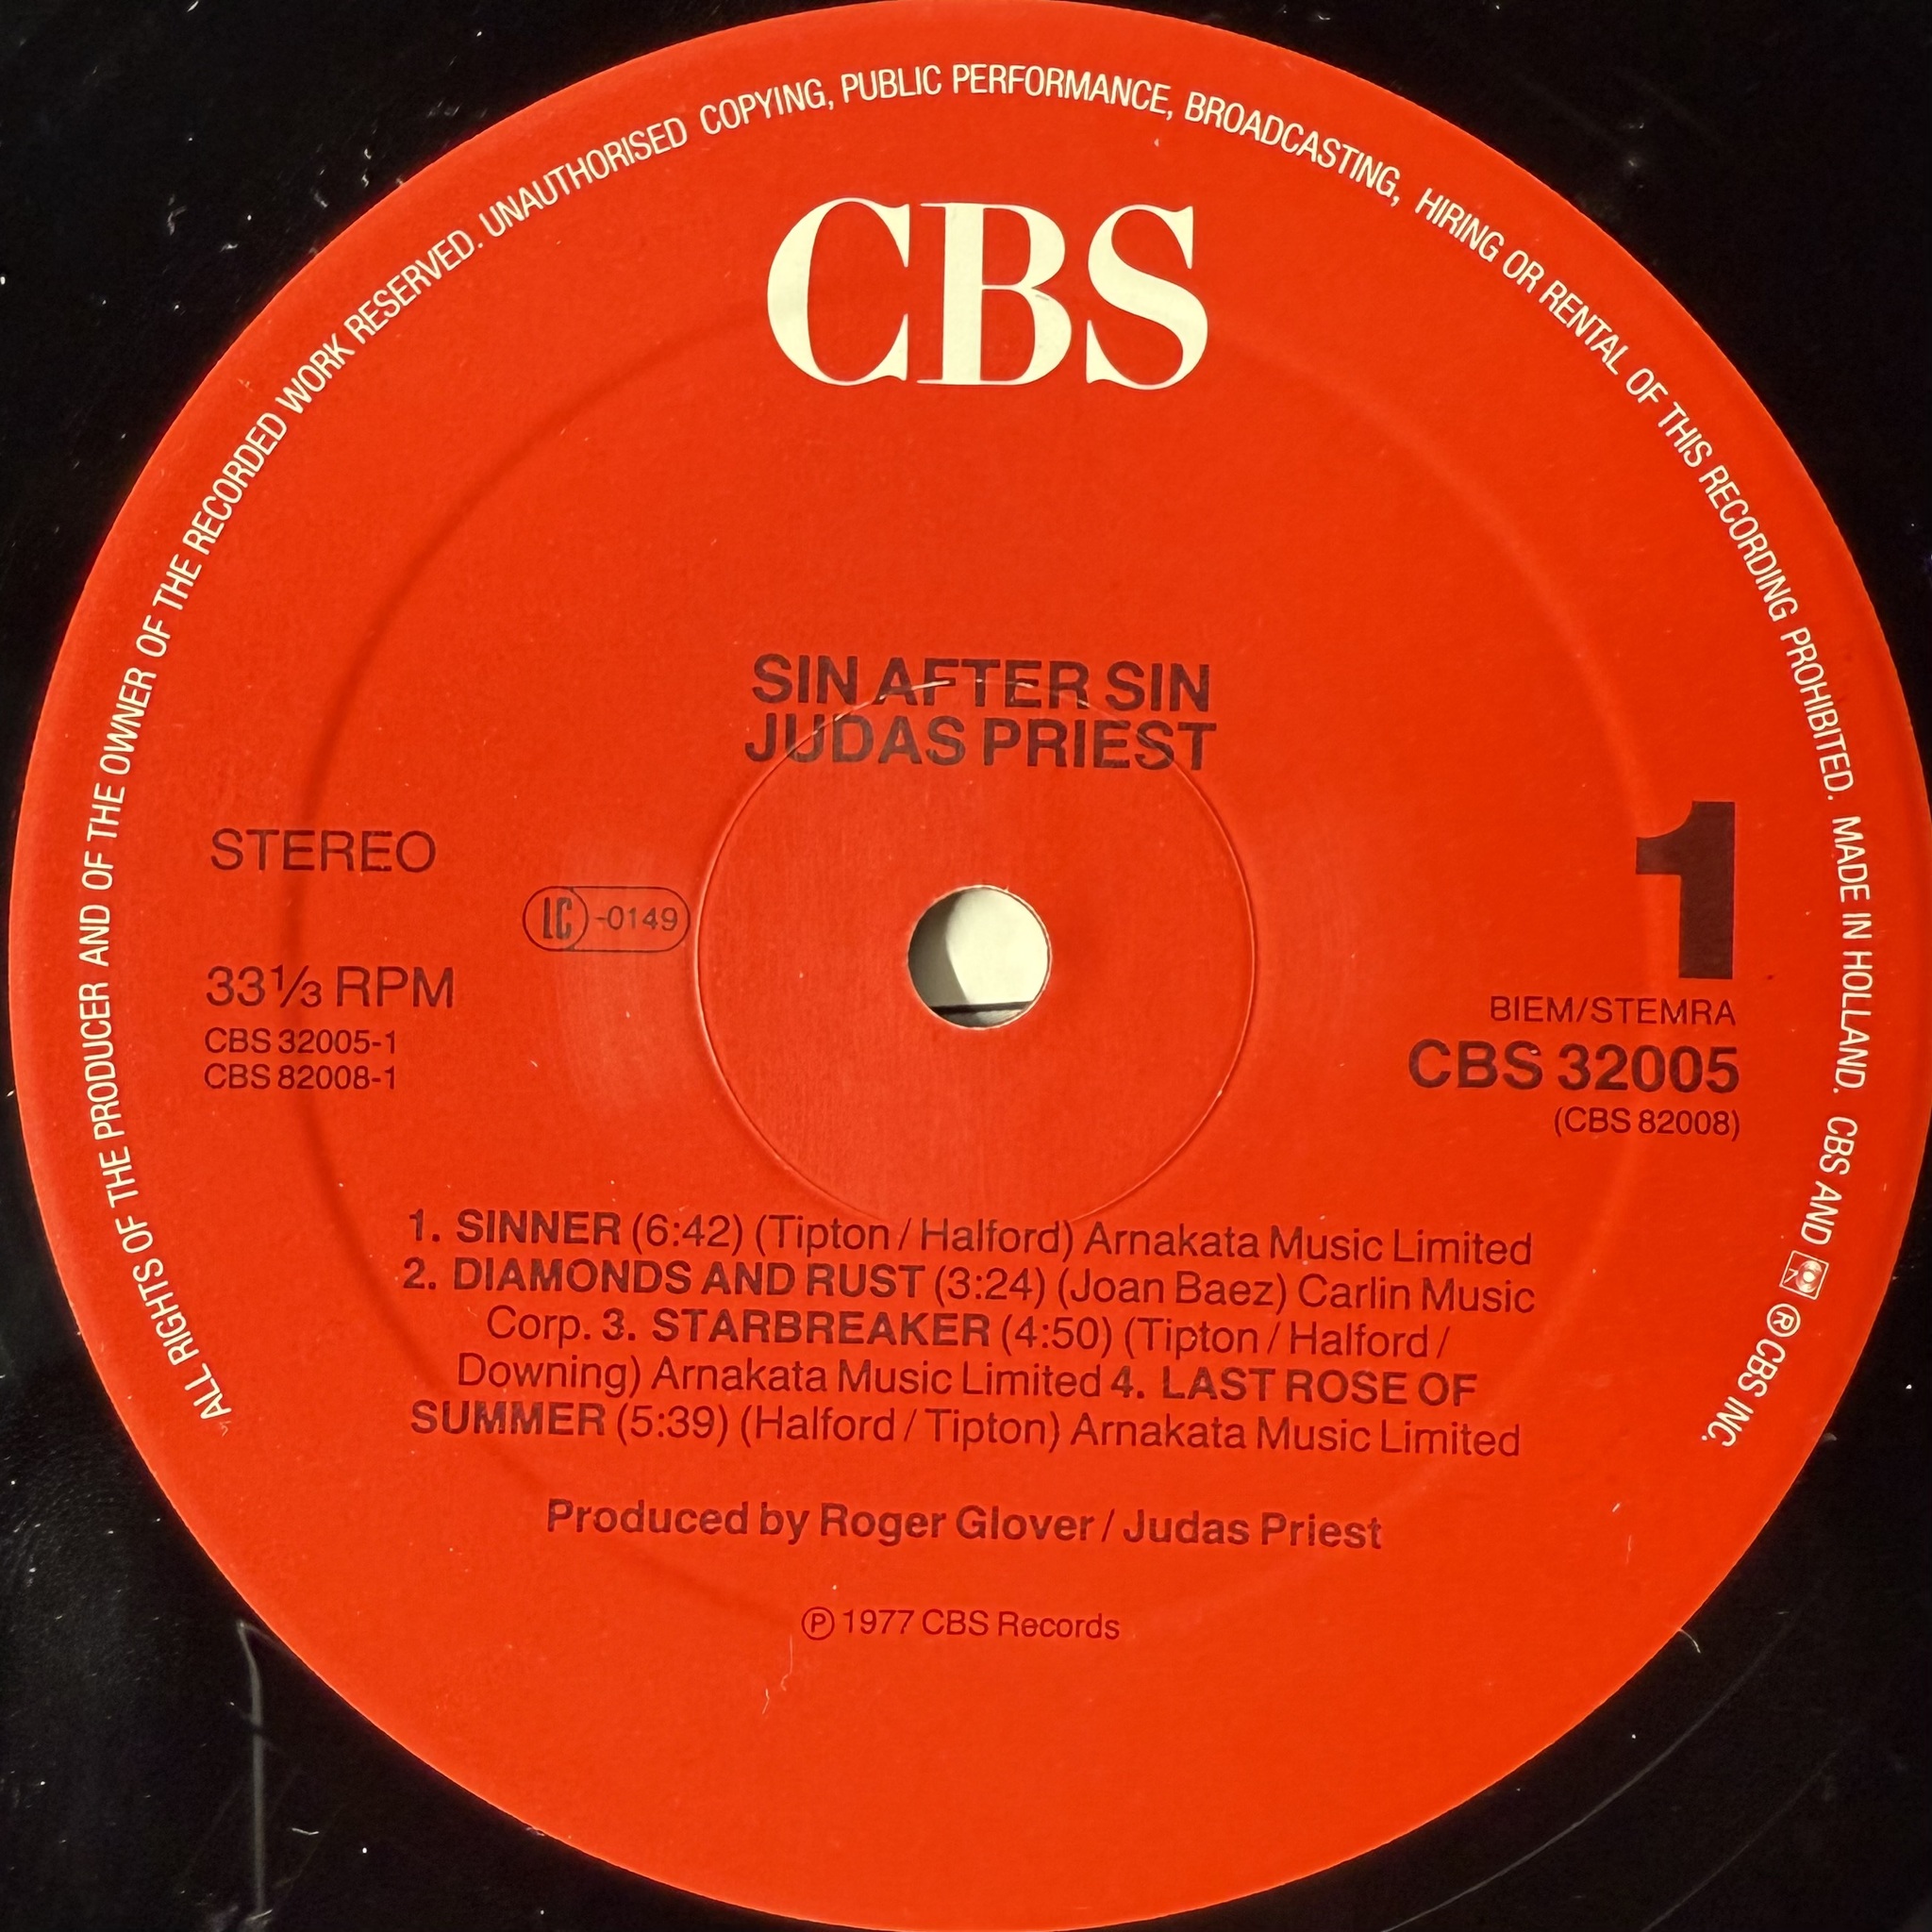 ALL RIGHTS OF THE PRODUCER AND OF THE OWNER OF THE RECORDED WORK RESERVED. UNAUTHORISED COPYING, PUBLIC PERFORMANCE, BROADCASTING, HIRING OR RENTAL OF THIS RECORDING PROHIBITED. MADE IN HOLLAND. CBS AND ® CBS INC.
CBS
SIN AFTER SIN
JUDAS PRIEST
STEREO
LC -0149
33⅓ RPM
CBS 32005-1
CBS 82008-1
1
BIEM/STEMRA
CBS 32005
(CBS 82008)
1. SINNER (6:42) (Tipton / Halford) Arnakata Music Limited
2. DIAMONDS AND RUST (3:24) (Joan Baez) Carlin Music
Corp. 3. STARBREAKER (4:50) (Tipton / Halford /
Downing) Arnakata Music Limited 4. LAST ROSE OF
SUMMER (5:39) (Halford / Tipton) Arnakata Music Limited
Produced by Roger Glover / Judas Priest
℗ 1977 CBS Records